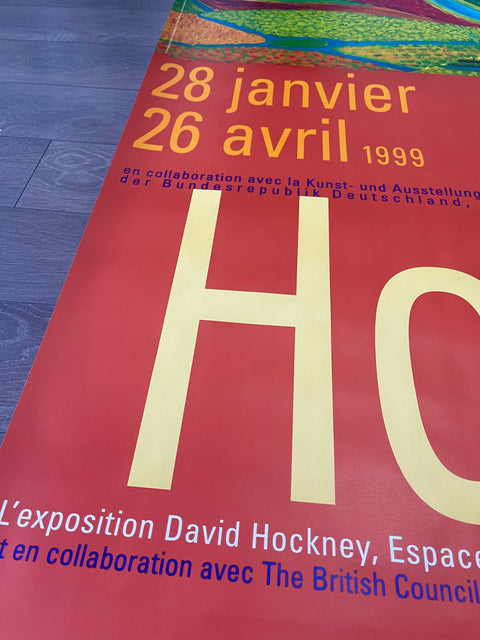 28 janvier
26 avril 1999
en collaboration avec la Kunst- und Ausstellung
der Bundesrepublik Deutschland,
Ho
L'exposition David Hockney, Espace
t en collaboration avec The British Council